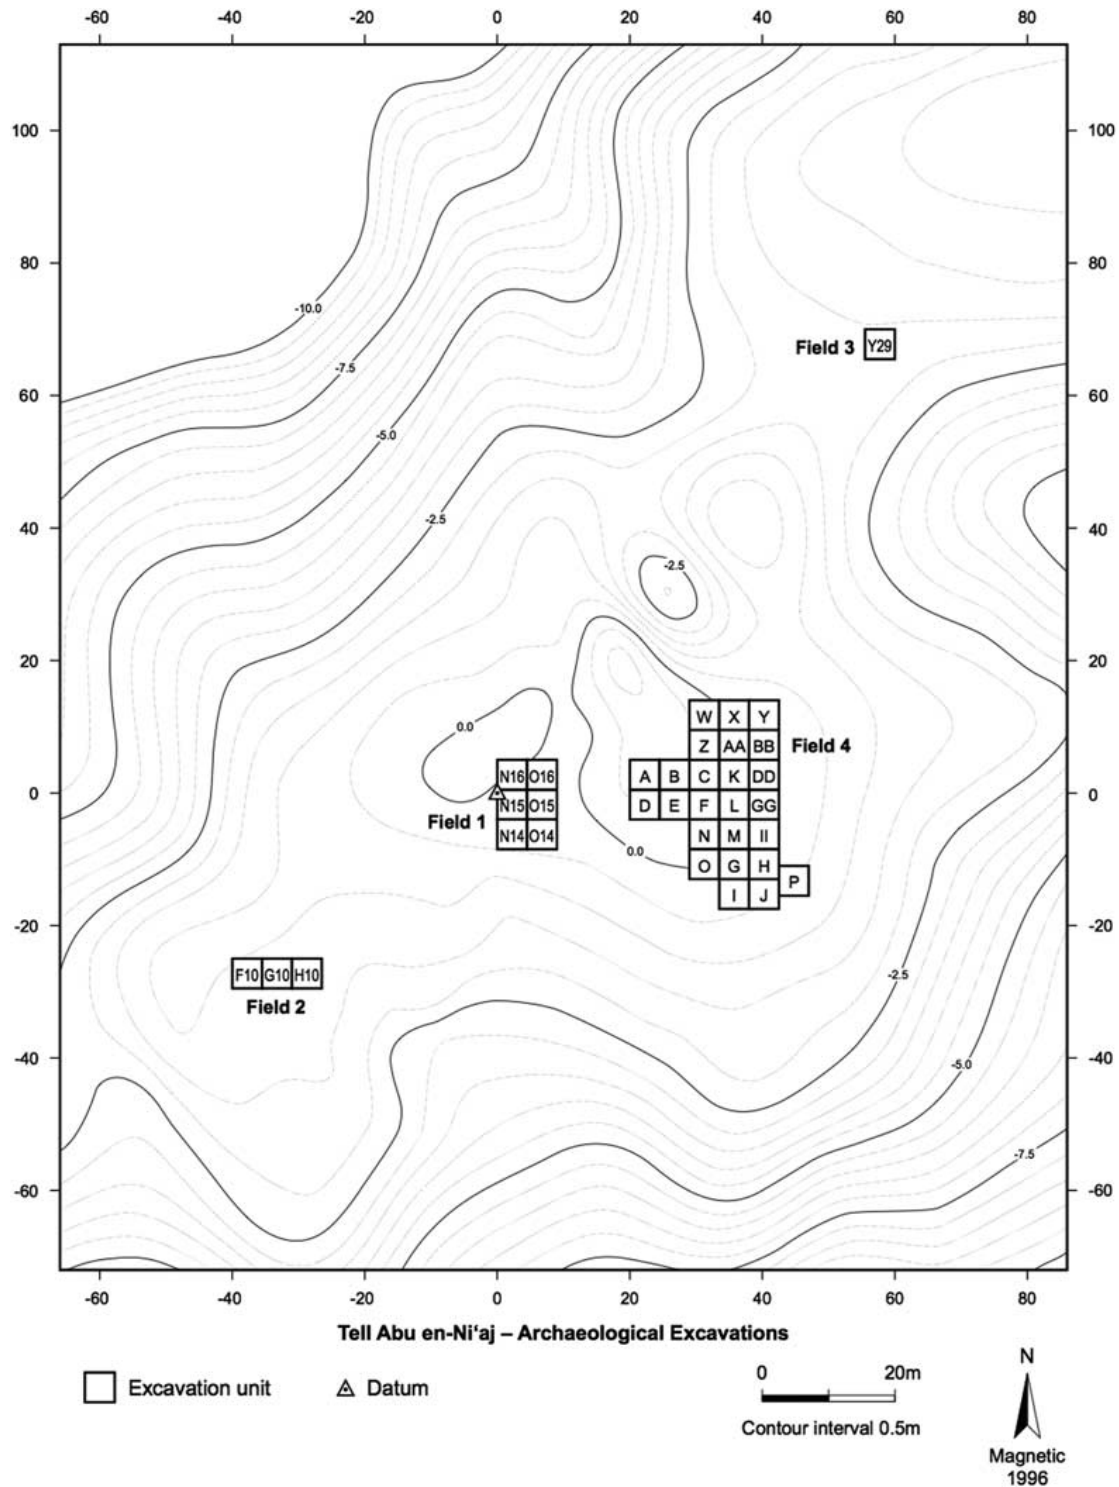 -60 -40 -20 0 20 40 60 80
100 100
80 80
-10.0
Field 3 Y29
-7.5
60 60
-5.0
40 -2.5 40
-2.5
20 20
W X Y
0.0
Z AA BB Field 4
N16 O16 A B C K DD
0 0
N15 O15 D E F L GG
Field 1
N14 O14 N M II
0.0
O G H
P
I J
-20 -20
F10 G10 H10 -2.5
Field 2
-40 -40
-5.0
-7.5
-60 -60
-60 -40 -20 0 20 40 60 80
Tell Abu en-Ni‘aj – Archaeological Excavations
Excavation unit
Datum
0 20m
Contour interval 0.5m
N
Magnetic
1996